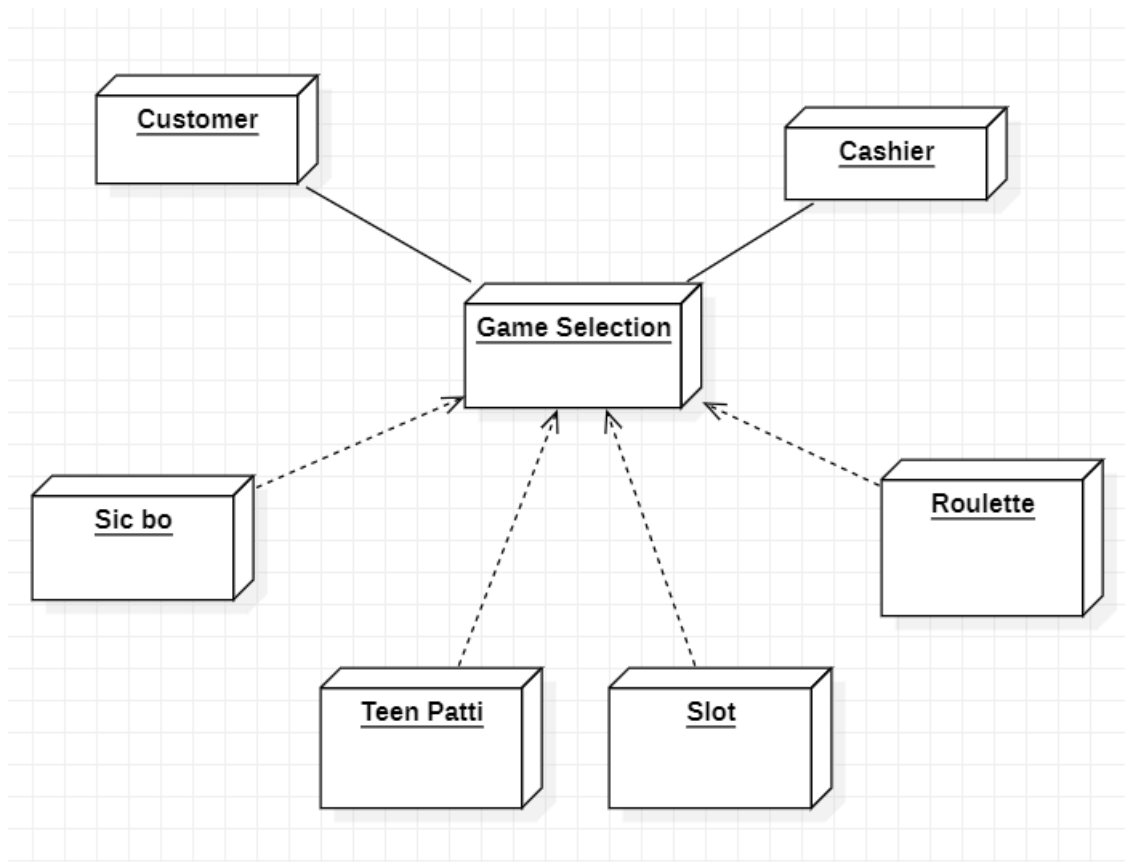 Customer
Cashier
Game Selection
Sic bo
Roulette
Teen Patti
Slot